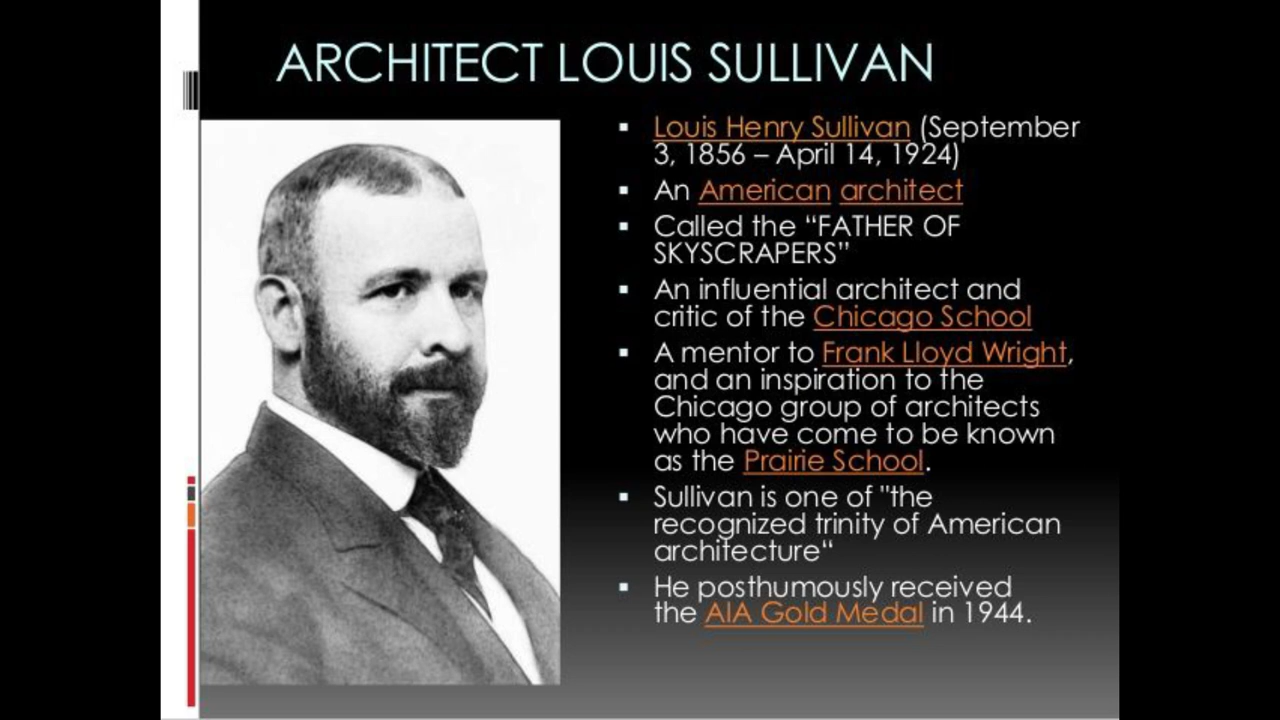 ARCHITECT LOUIS SULLIVAN
▪ Louis Henry Sullivan (September
3, 1856 – April 14, 1924)
▪ An American architect
▪ Called the “FATHER OF
SKYSCRAPERS”
▪ An influential architect and
critic of the Chicago School
▪ A mentor to Frank Lloyd Wright,
and an inspiration to the
Chicago group of architects
who have come to be known
as the Prairie School.
▪ Sullivan is one of "the
recognized trinity of American
architecture“
▪ He posthumously received
the AIA Gold Medal in 1944.